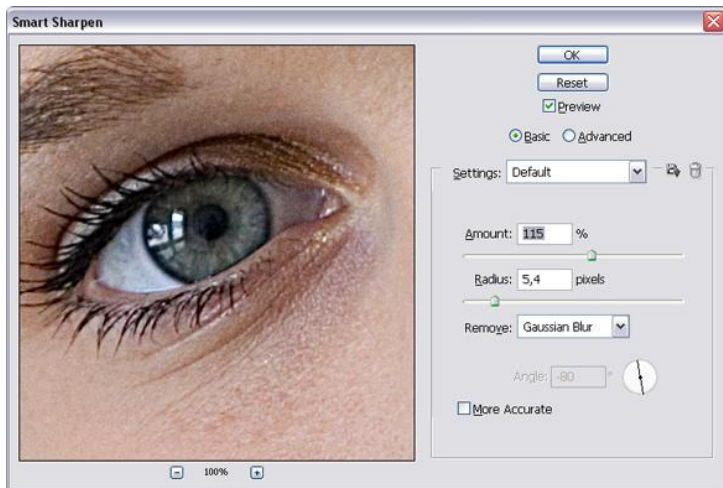 Smart Sharpen
OK
Reset
Preview
Basic Advanced
Settings: Default
Amount: 115 %
Radius: 5,4 pixels
Remove: Gaussian Blur
Angle: -80 °
More Accurate
100%